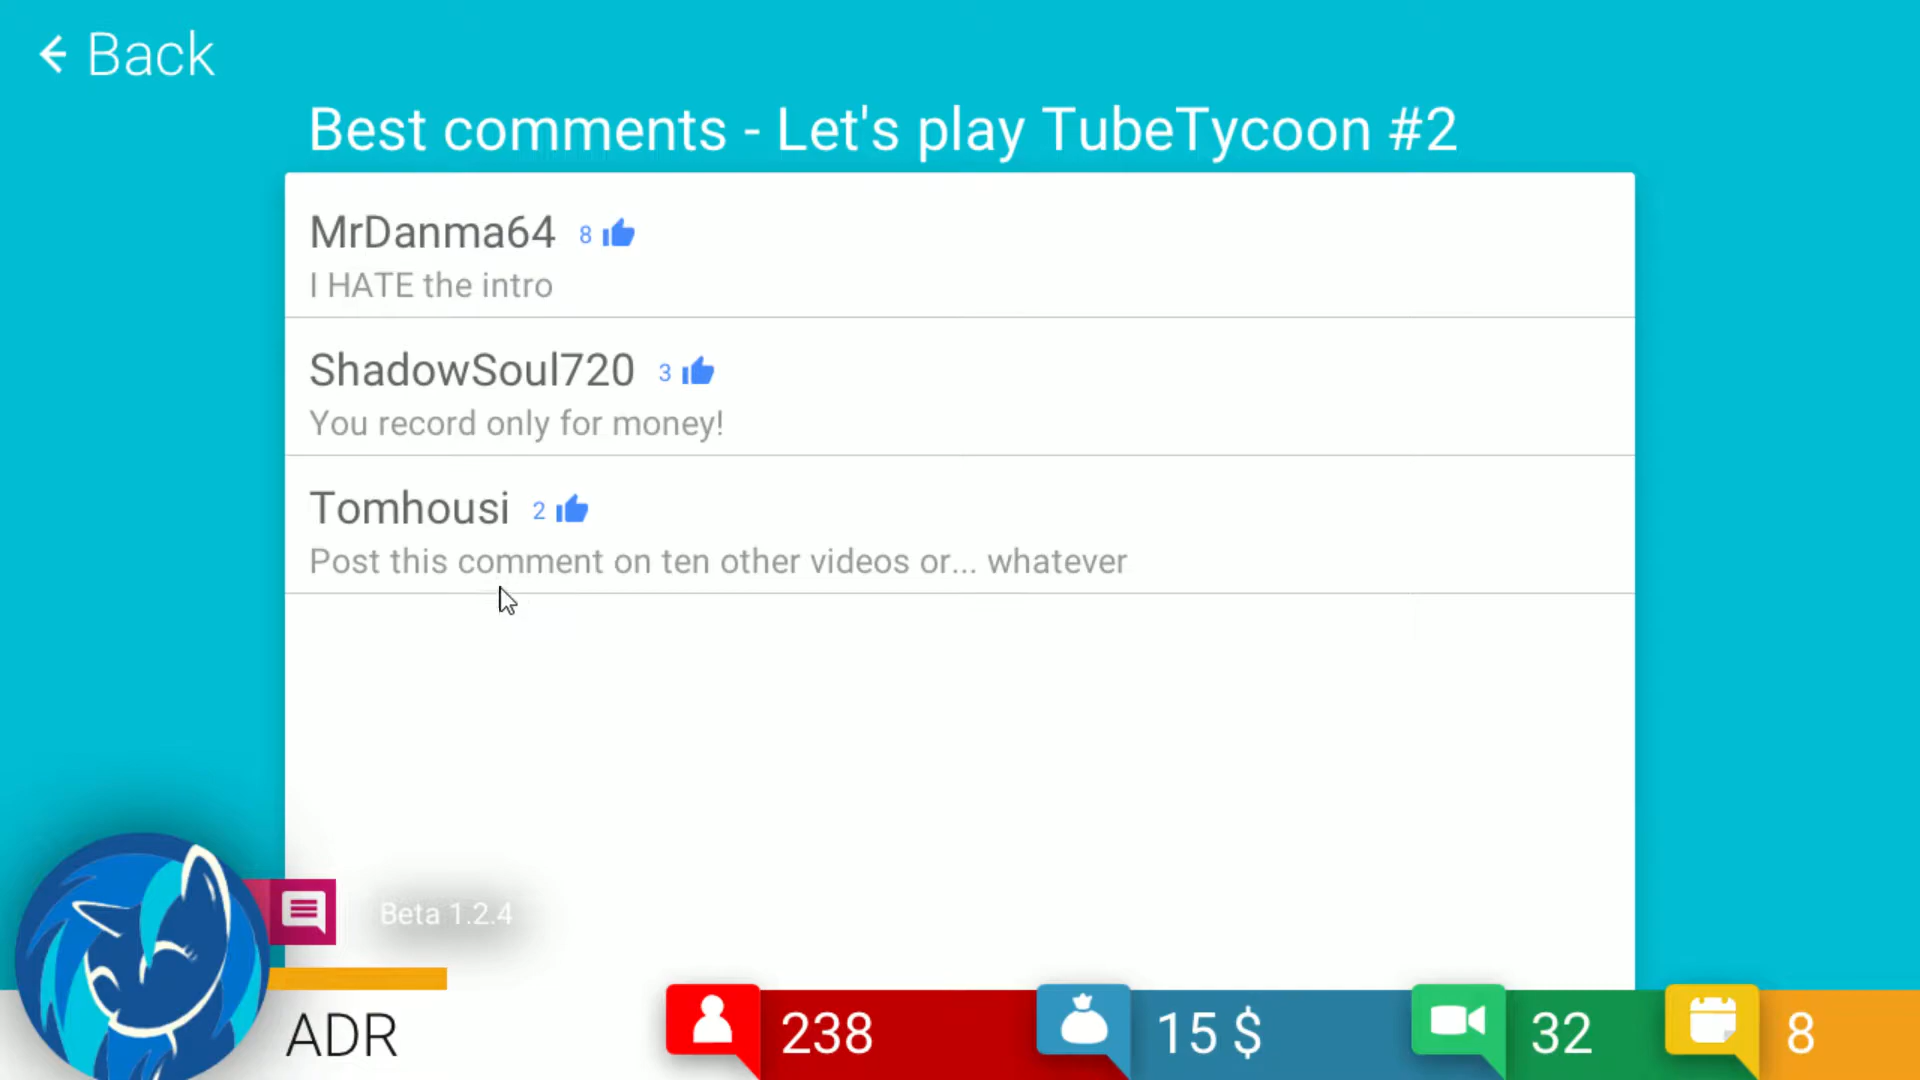 Back
Best comments - Let's play TubeTycoon #2
MrDanma64 8
I HATE the intro
ShadowSoul720 3
You record only for money!
Tomhousi 2
Post this comment on ten other videos or... whatever
Beta 1.2.4
ADR
238
15 $
32
8